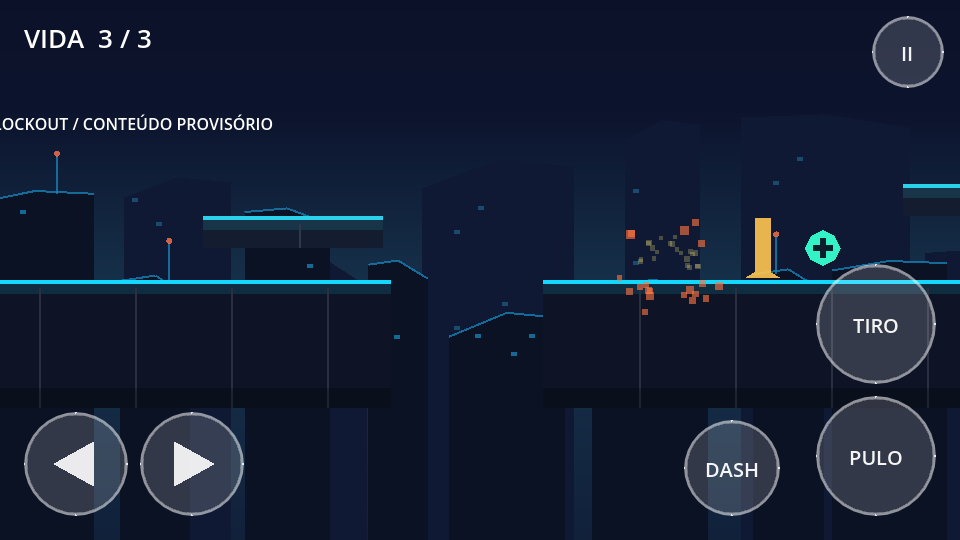 VIDA 3 / 3
II
LOCKOUT / CONTEÚDO PROVISÓRIO
TIRO
DASH
PULO